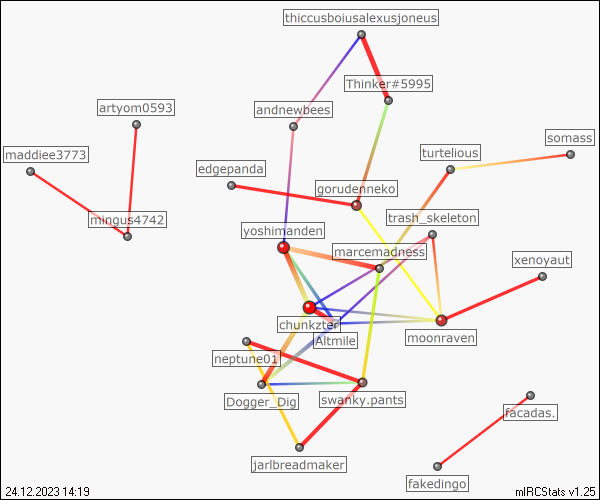 thiccusboiusalexusjoneus
Thinker#5995
artyom0593
andnewbees
somass
maddiee3773
turtelious
edgepanda
gorudenneko
mingus4742
trash_skeleton
yoshimanden
marcemadness
xenoyaut
chunkzter
Altmile
moonraven
neptune01
Dogger_Dig
swanky.pants
facadas.
jarlbreadmaker
fakedingo
24.12.2023 14:19
mIRCStats v1.25